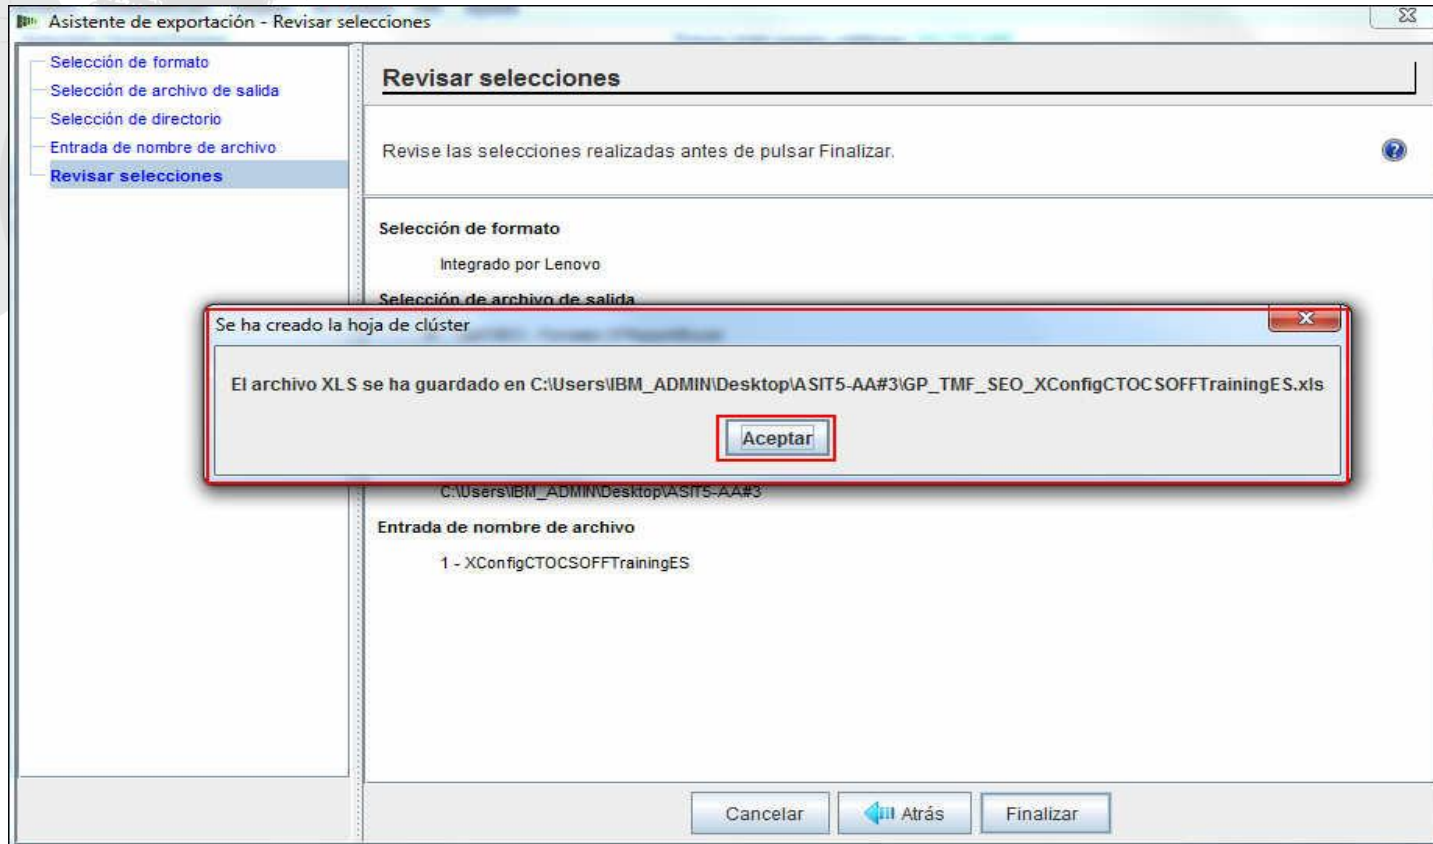 Asistente de exportación - Revisar selecciones
Selección de formato
Selección de archivo de salida
Selección de directorio
Entrada de nombre de archivo
Revisar selecciones
Revisar selecciones
Revise las selecciones realizadas antes de pulsar Finalizar.
Selección de formato
Integrado por Lenovo
Selección de archivo de salida
Se ha creado la hoja de clúster
El archivo XLS se ha guardado en C:\Users\IBM_ADMIN\Desktop\ASIT5-AA#3\GP_TMF_SEO_XConfigCTOCSOFFTrainingES.xls
Aceptar
C:\Users\IBM_ADMIN\Desktop\ASIT5-AA#3
Entrada de nombre de archivo
1 - XConfigCTOCSOFFTrainingES
Cancelar
Atrás
Finalizar